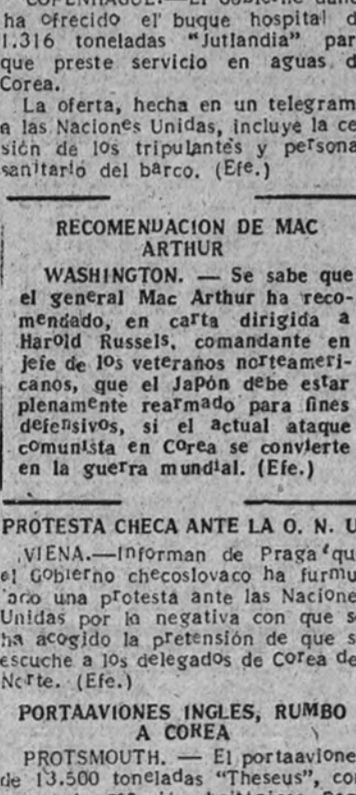 COPENHAGUE.—El Gobierno
ha ofrecido el buque hospital d
1.316 toneladas "Jutlandia" par
que preste servicio en aguas d
Corea.
La oferta, hecha en un telegram
a las Naciones Unidas, incluye la ce
sión de los tripulantes y persona
sanitario del barco. (Efe.)
RECOMENDACION DE MAC
ARTHUR
WASHINGTON. — Se sabe que
el general Mac Arthur ha reco-
mendado, en carta dirigida a
Harold Russels, comandante en
jefe de los veteranos norteameri-
canos, que el Japón debe estar
plenamente rearmado para fines
defensivos, si el actual ataque
comunista en Corea se convierte
en la guerra mundial. (Efe.)
PROTESTA CHECA ANTE LA O. N. U
VIENA.—Informan de Praga que
el Gobierno checoslovaco ha furmu
ado una protesta ante las Nacione
Unidas por la negativa con que s
ha acogido la pretensión de que s
escuche a los delegados de Corea de
Norte. (Efe.)
PORTAAVIONES INGLES, RUMBO
A COREA
PROTSMOUTH. — El portaavione
de 13.500 toneladas "Theseus", co